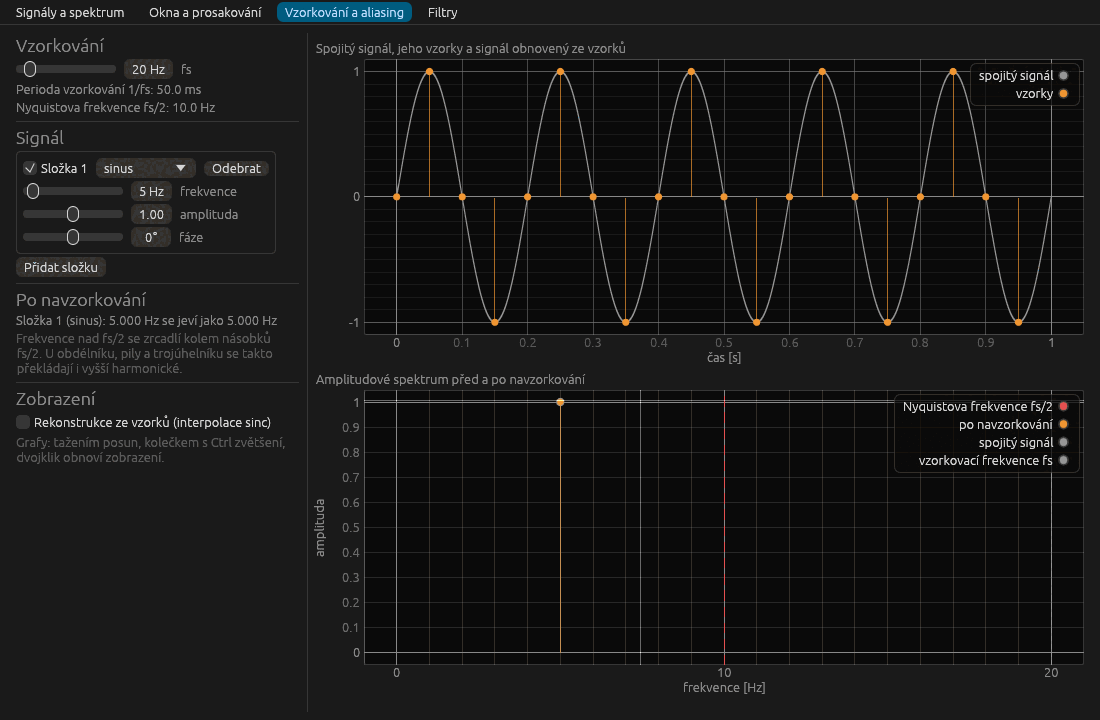 Signály a spektrum Okna a prosakování Vzorkování a aliasing Filtry
Vzorkování
20 Hz fs
Perioda vzorkování 1/fs: 50.0 ms
Nyquistova frekvence fs/2: 10.0 Hz
Signál
Složka 1 sinus Odebrat
5 Hz frekvence
1.00 amplituda
0° fáze
Přidat složku
Po navzorkování
Složka 1 (sinus): 5.000 Hz se jeví jako 5.000 Hz
Frekvence nad fs/2 se zrcadlí kolem násobků
fs/2. U obdélníku, pily a trojúhelníku se takto
překládají i vyšší harmonické.
Zobrazení
Rekonstrukce ze vzorků (interpolace sinc)
Grafy: tažením posun, kolečkem s Ctrl zvětšení,
dvojklik obnoví zobrazení.
Spojitý signál, jeho vzorky a signál obnovený ze vzorků
spojitý signál
vzorky
1
0
-1
0 0.1 0.2 0.3 0.4 0.5 0.6 0.7 0.8 0.9 1
čas [s]
Amplitudové spektrum před a po navzorkování
Nyquistova frekvence fs/2
po navzorkování
spojitý signál
vzorkovací frekvence fs
amplituda
1
0.9
0.8
0.7
0.6
0.5
0.4
0.3
0.2
0.1
0
0 10 20
frekvence [Hz]